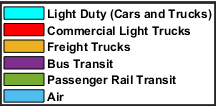 Light Duty (Cars and Trucks)
Commercial Light Trucks
Freight Trucks
Bus Transit
Passenger Rail Transit
Air